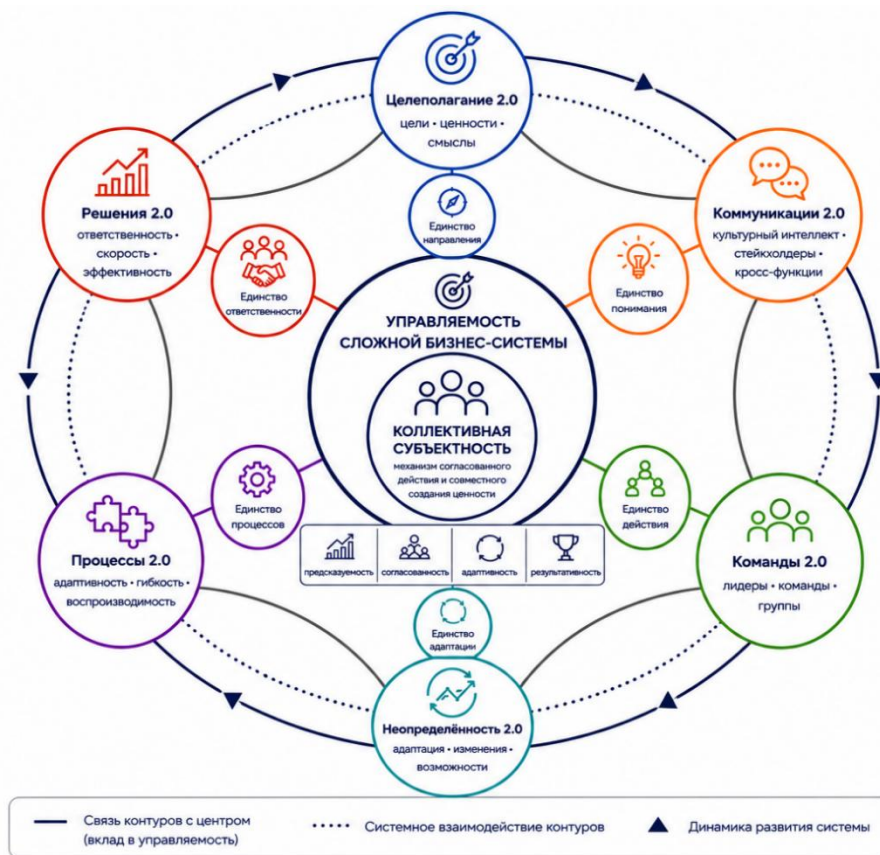 Целеполагание 2.0
цели • ценности •
смыслы
Решения 2.0
ответственность •
скорость •
эффективность
Коммуникации 2.0
культурный интеллект •
стейкхолдеры •
кросс-функции
Единство
направления
Единство
ответственности
Единство
понимания
УПРАВЛЯЕМОСТЬ
СЛОЖНОЙ БИЗНЕС-СИСТЕМЫ
КОЛЛЕКТИВНАЯ
СУБЪЕКТНОСТЬ
механизм согласованного
действия и совместного
создания ценности
Единство
процессов
Единство
действия
Процессы 2.0
адаптивность • гибкость •
воспроизводимость
предсказуемость
согласованность
адаптивность
результативность
Команды 2.0
лидеры • команды •
группы
Единство
адаптации
Неопределённость 2.0
адаптация • изменения •
возможности
Связь контуров с центром
(вклад в управляемость)
Системное взаимодействие контуров
Динамика развития системы